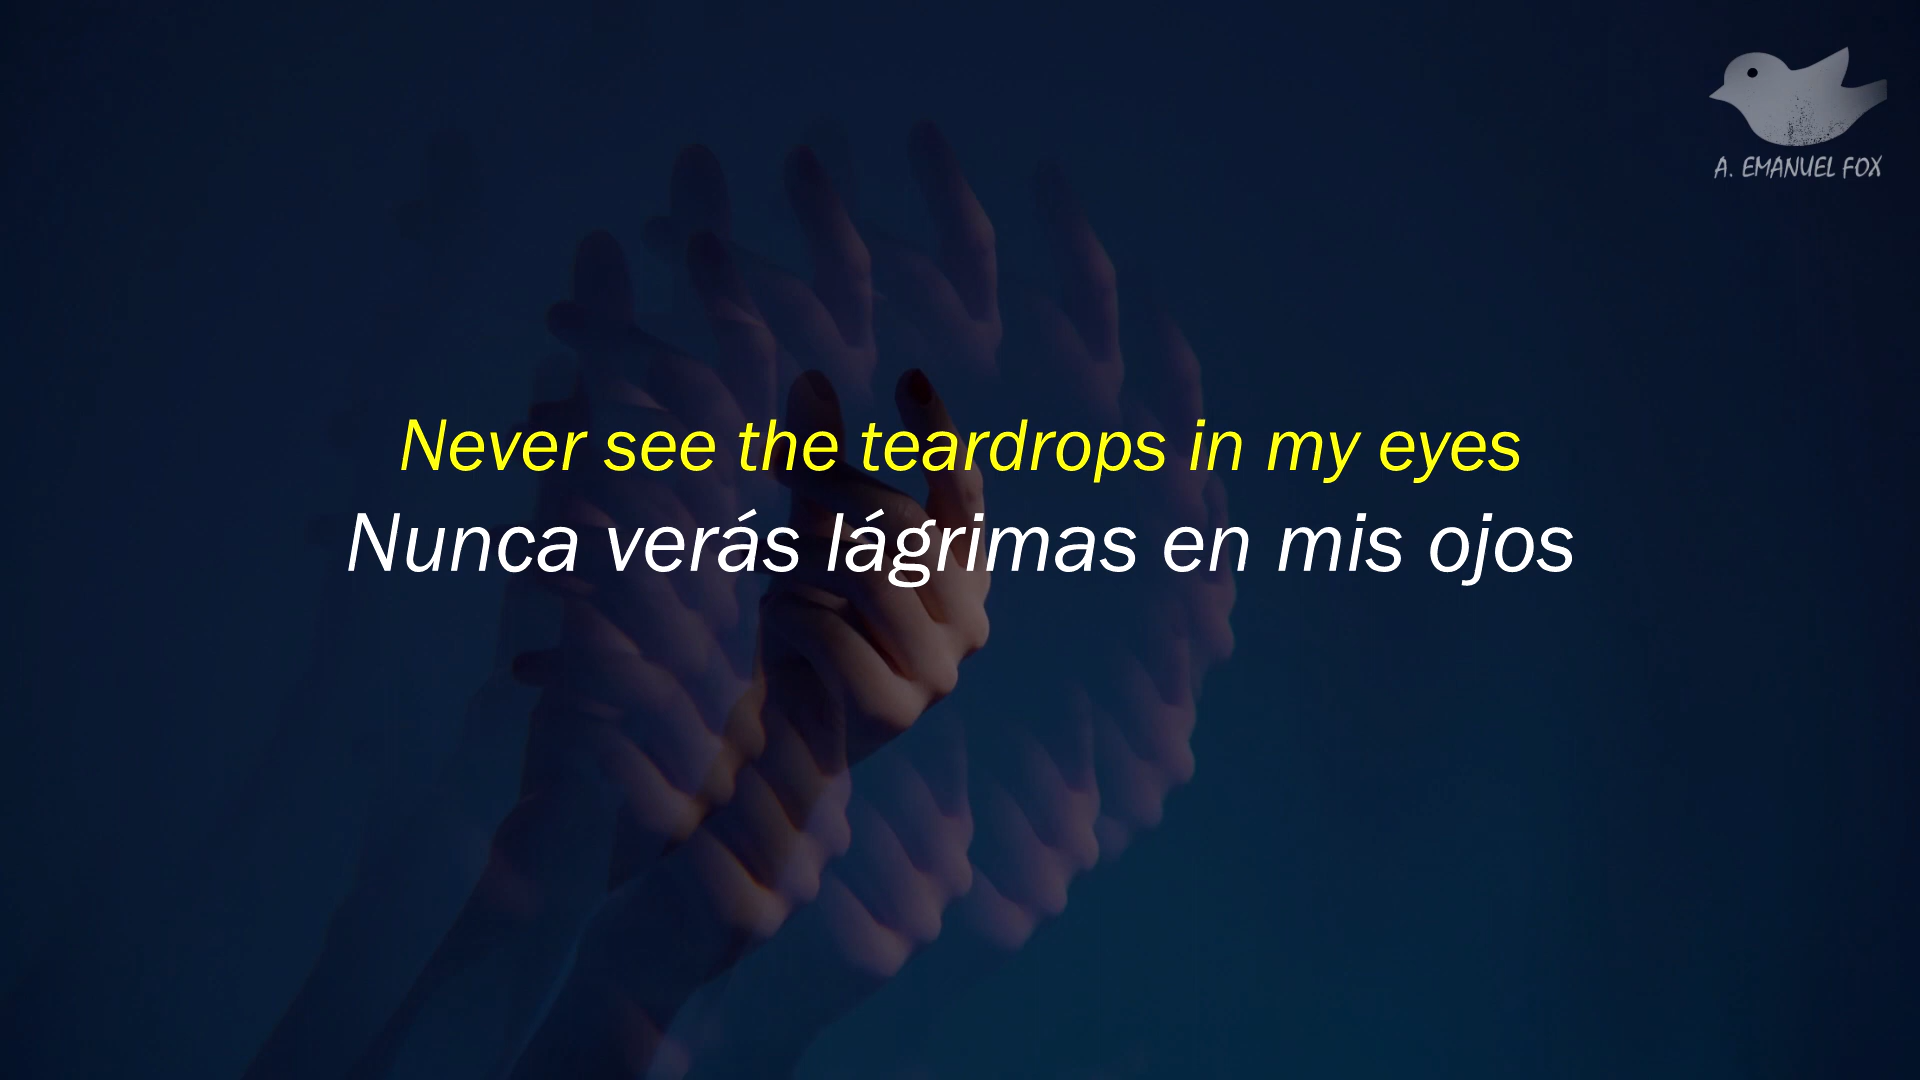 A. EMANUEL FOX
Never see the teardrops in my eyes
Nunca verás lágrimas en mis ojos